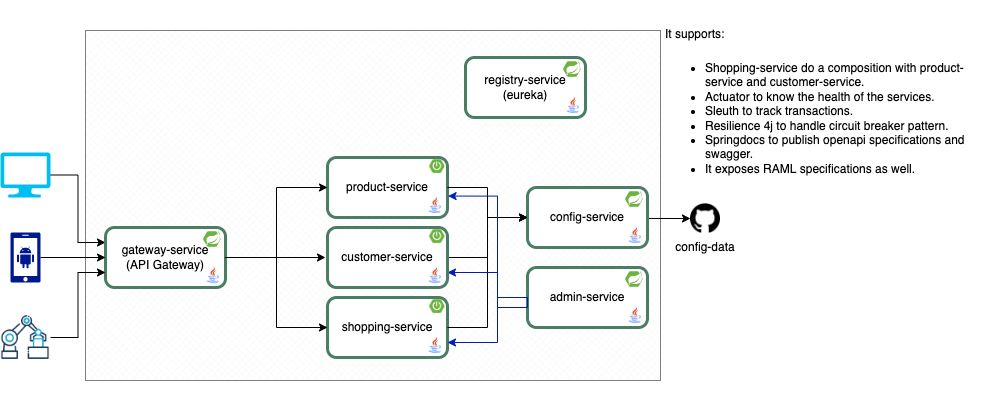 It supports:
• Shopping-service do a composition with product-
service and customer-service.
• Actuator to know the health of the services.
• Sleuth to track transactions.
• Resilience 4j to handle circuit breaker pattern.
• Springdocs to publish openapi specifications and
swagger.
• It exposes RAML specifications as well.
registry-service
(eureka)
product-service
gateway-service
(API Gateway)
customer-service
shopping-service
config-service
admin-service
config-data